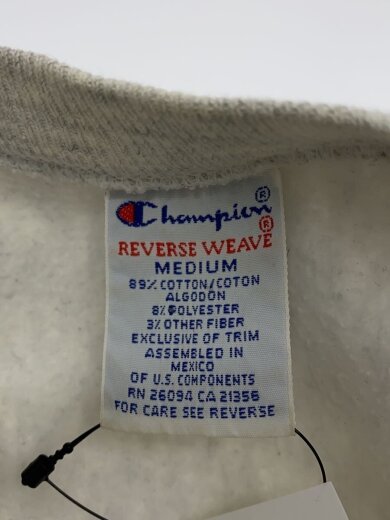 Champion®
REVERSE WEAVE®
MEDIUM
89% COTTON/COTON
ALGODON
8% POLYESTER
3% OTHER FIBER
EXCLUSIVE OF TRIM
ASSEMBLED IN
MEXICO
OF U.S. COMPONENTS
RN 26094 CA 21358
FOR CARE SEE REVERSE